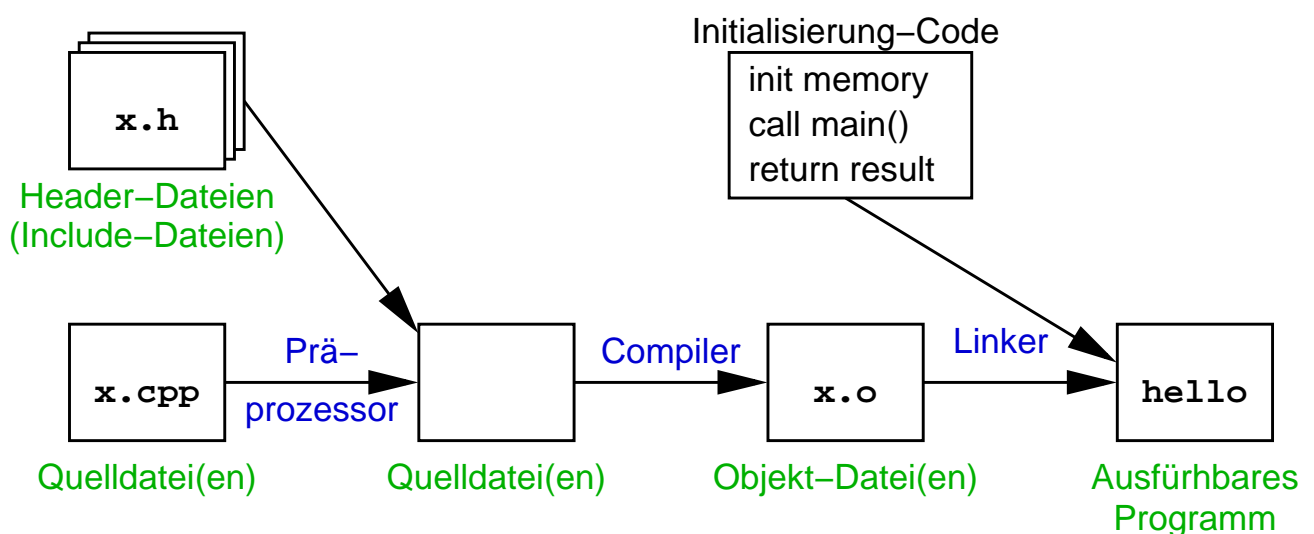 Initialisierung–Code
init memory
call main()
return result
x.h
Header–Dateien
(Include–Dateien)
x.cpp
Prä–
prozessor
Compiler
x.o
Linker
hello
Quelldatei(en)
Quelldatei(en)
Objekt–Datei(en)
Ausfürhbares
Programm